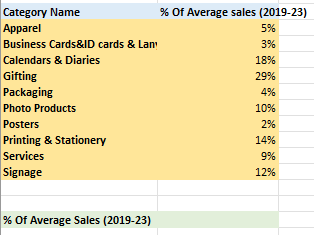 Category Name % Of Average sales (2019-23)
Apparel 5%
Business Cards&ID cards & Lan 3%
Calendars & Diaries 18%
Gifting 29%
Packaging 4%
Photo Products 10%
Posters 2%
Printing & Stationery 14%
Services 9%
Signage 12%
% Of Average Sales (2019-23)